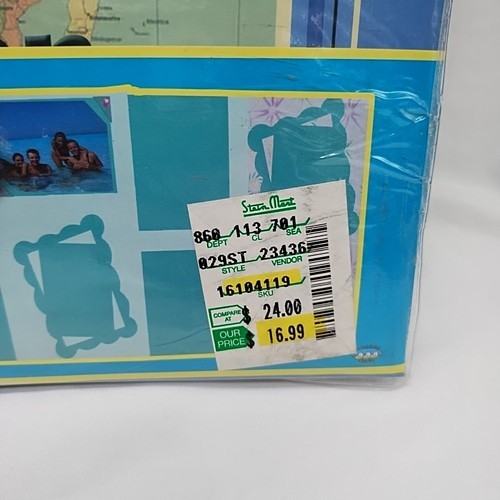 Stein Mart
860 113 701
DEPT CL SEA
029ST 23436
STYLE VENDOR
16104119
SKU
COMPARE AT $ 24.00
OUR PRICE $ 16.99